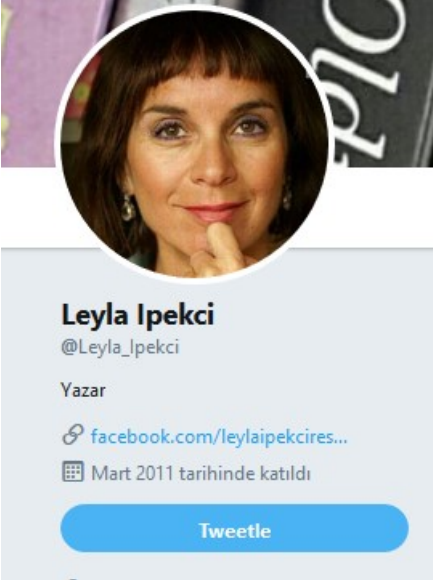 Leyla Ipekci
@Leyla_Ipekci
Yazar
facebook.com/leylaipekcires...
Mart 2011 tarihinde katıldı
Tweetle